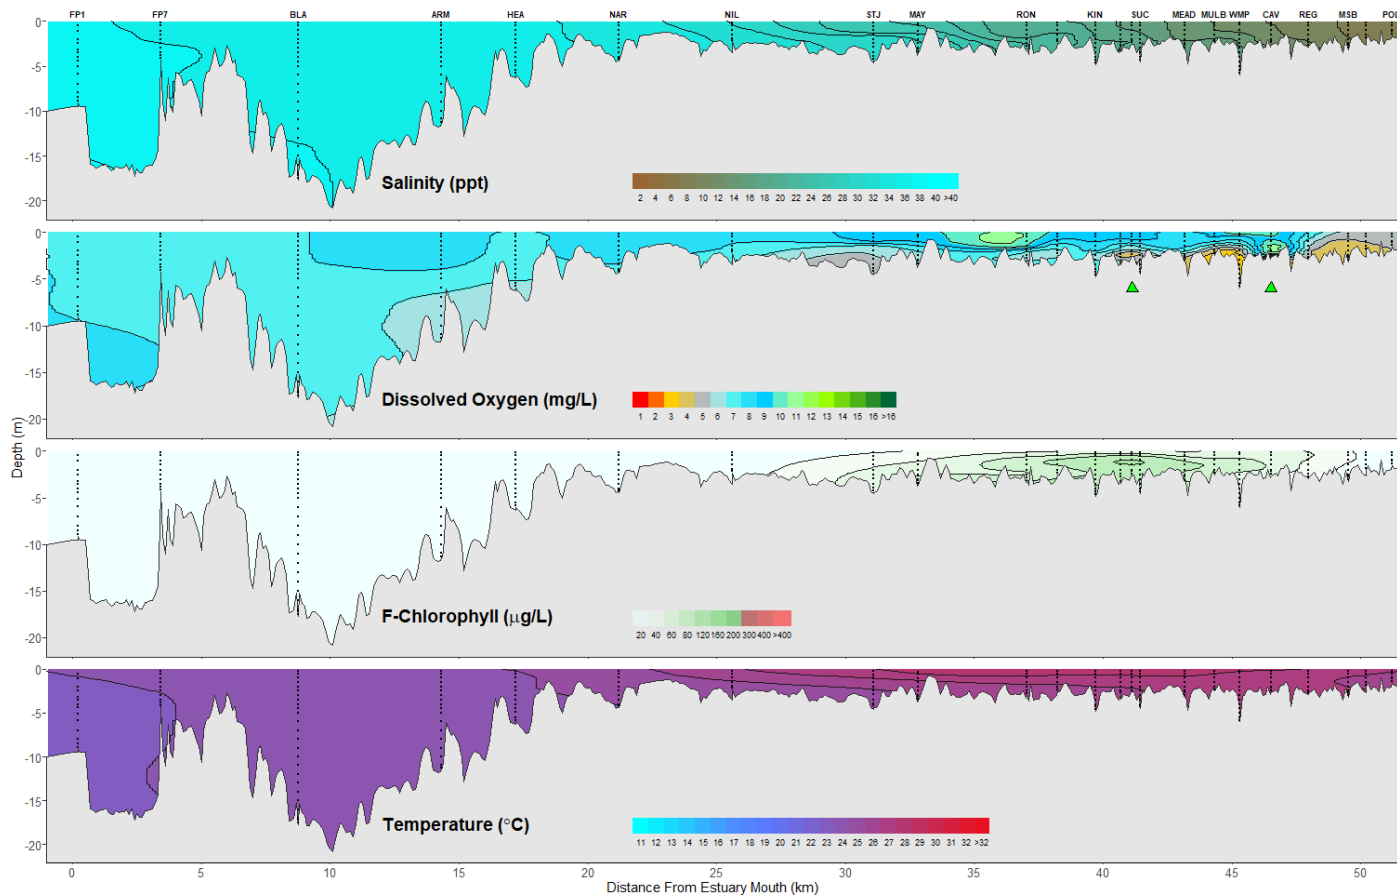 FP1 FP7 BLA ARM HEA NAR NIL STJ MAY RON KIN SUC MEAD MULB WMP CAV REG MSB POL
0
-5
-10
-15
-20
Salinity (ppt)
2 4 6 8 10 12 14 16 18 20 22 24 26 28 30 32 34 36 38 40 >40
0
-5
-10
-15
-20
Dissolved Oxygen (mg/L)
1 2 3 4 5 6 7 8 9 10 11 12 13 14 15 16 >16
Depth (m)
0
-5
-10
-15
-20
F-Chlorophyll (μg/L)
20 40 60 80 120 160 200 300 400 >400
0
-5
-10
-15
-20
Temperature (°C)
11 12 13 14 15 16 17 18 19 20 21 22 23 24 25 26 27 28 29 30 31 32 >32
0 5 10 15 20 25 30 35 40 45 50
Distance From Estuary Mouth (km)